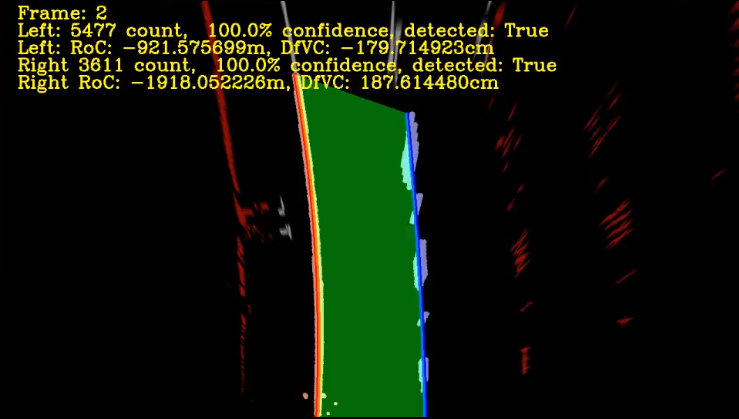 Frame: 2
Left: 5477 count,  100.0% confidence, detected: True
Left: RoC: -921.575699m, DfVC: -179.714923cm
Right 3611 count,  100.0% confidence, detected: True
Right RoC: -1918.052226m, DfVC: 187.614480cm